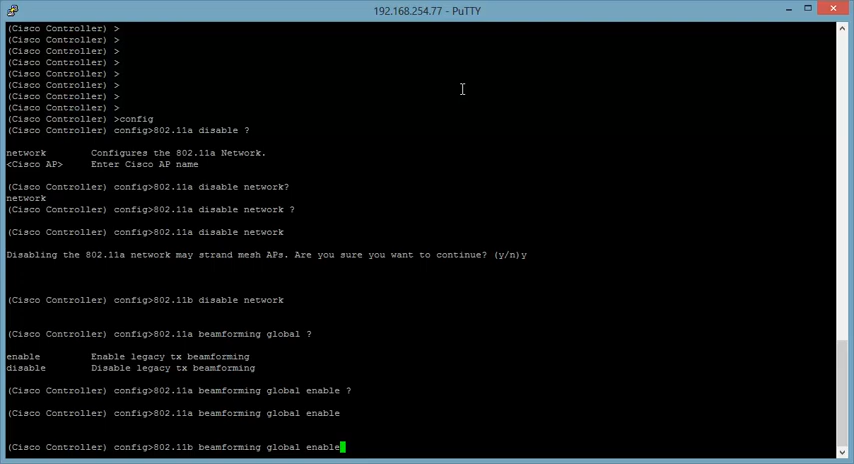 192.168.254.77 - PuTTY
(Cisco Controller) >
(Cisco Controller) >
(Cisco Controller) >
(Cisco Controller) >
(Cisco Controller) >
(Cisco Controller) >
(Cisco Controller) >
(Cisco Controller) >
(Cisco Controller) >config
(Cisco Controller) config>802.11a disable ?
network Configures the 802.11a Network.
<Cisco AP> Enter Cisco AP name
(Cisco Controller) config>802.11a disable network?
network
(Cisco Controller) config>802.11a disable network ?
(Cisco Controller) config>802.11a disable network
Disabling the 802.11a network may strand mesh APs. Are you sure you want to continue? (y/n)y
(Cisco Controller) config>802.11b disable network
(Cisco Controller) config>802.11a beamforming global ?
enable Enable legacy tx beamforming
disable Disable legacy tx beamforming
(Cisco Controller) config>802.11a beamforming global enable ?
(Cisco Controller) config>802.11a beamforming global enable
(Cisco Controller) config>802.11b beamforming global enable